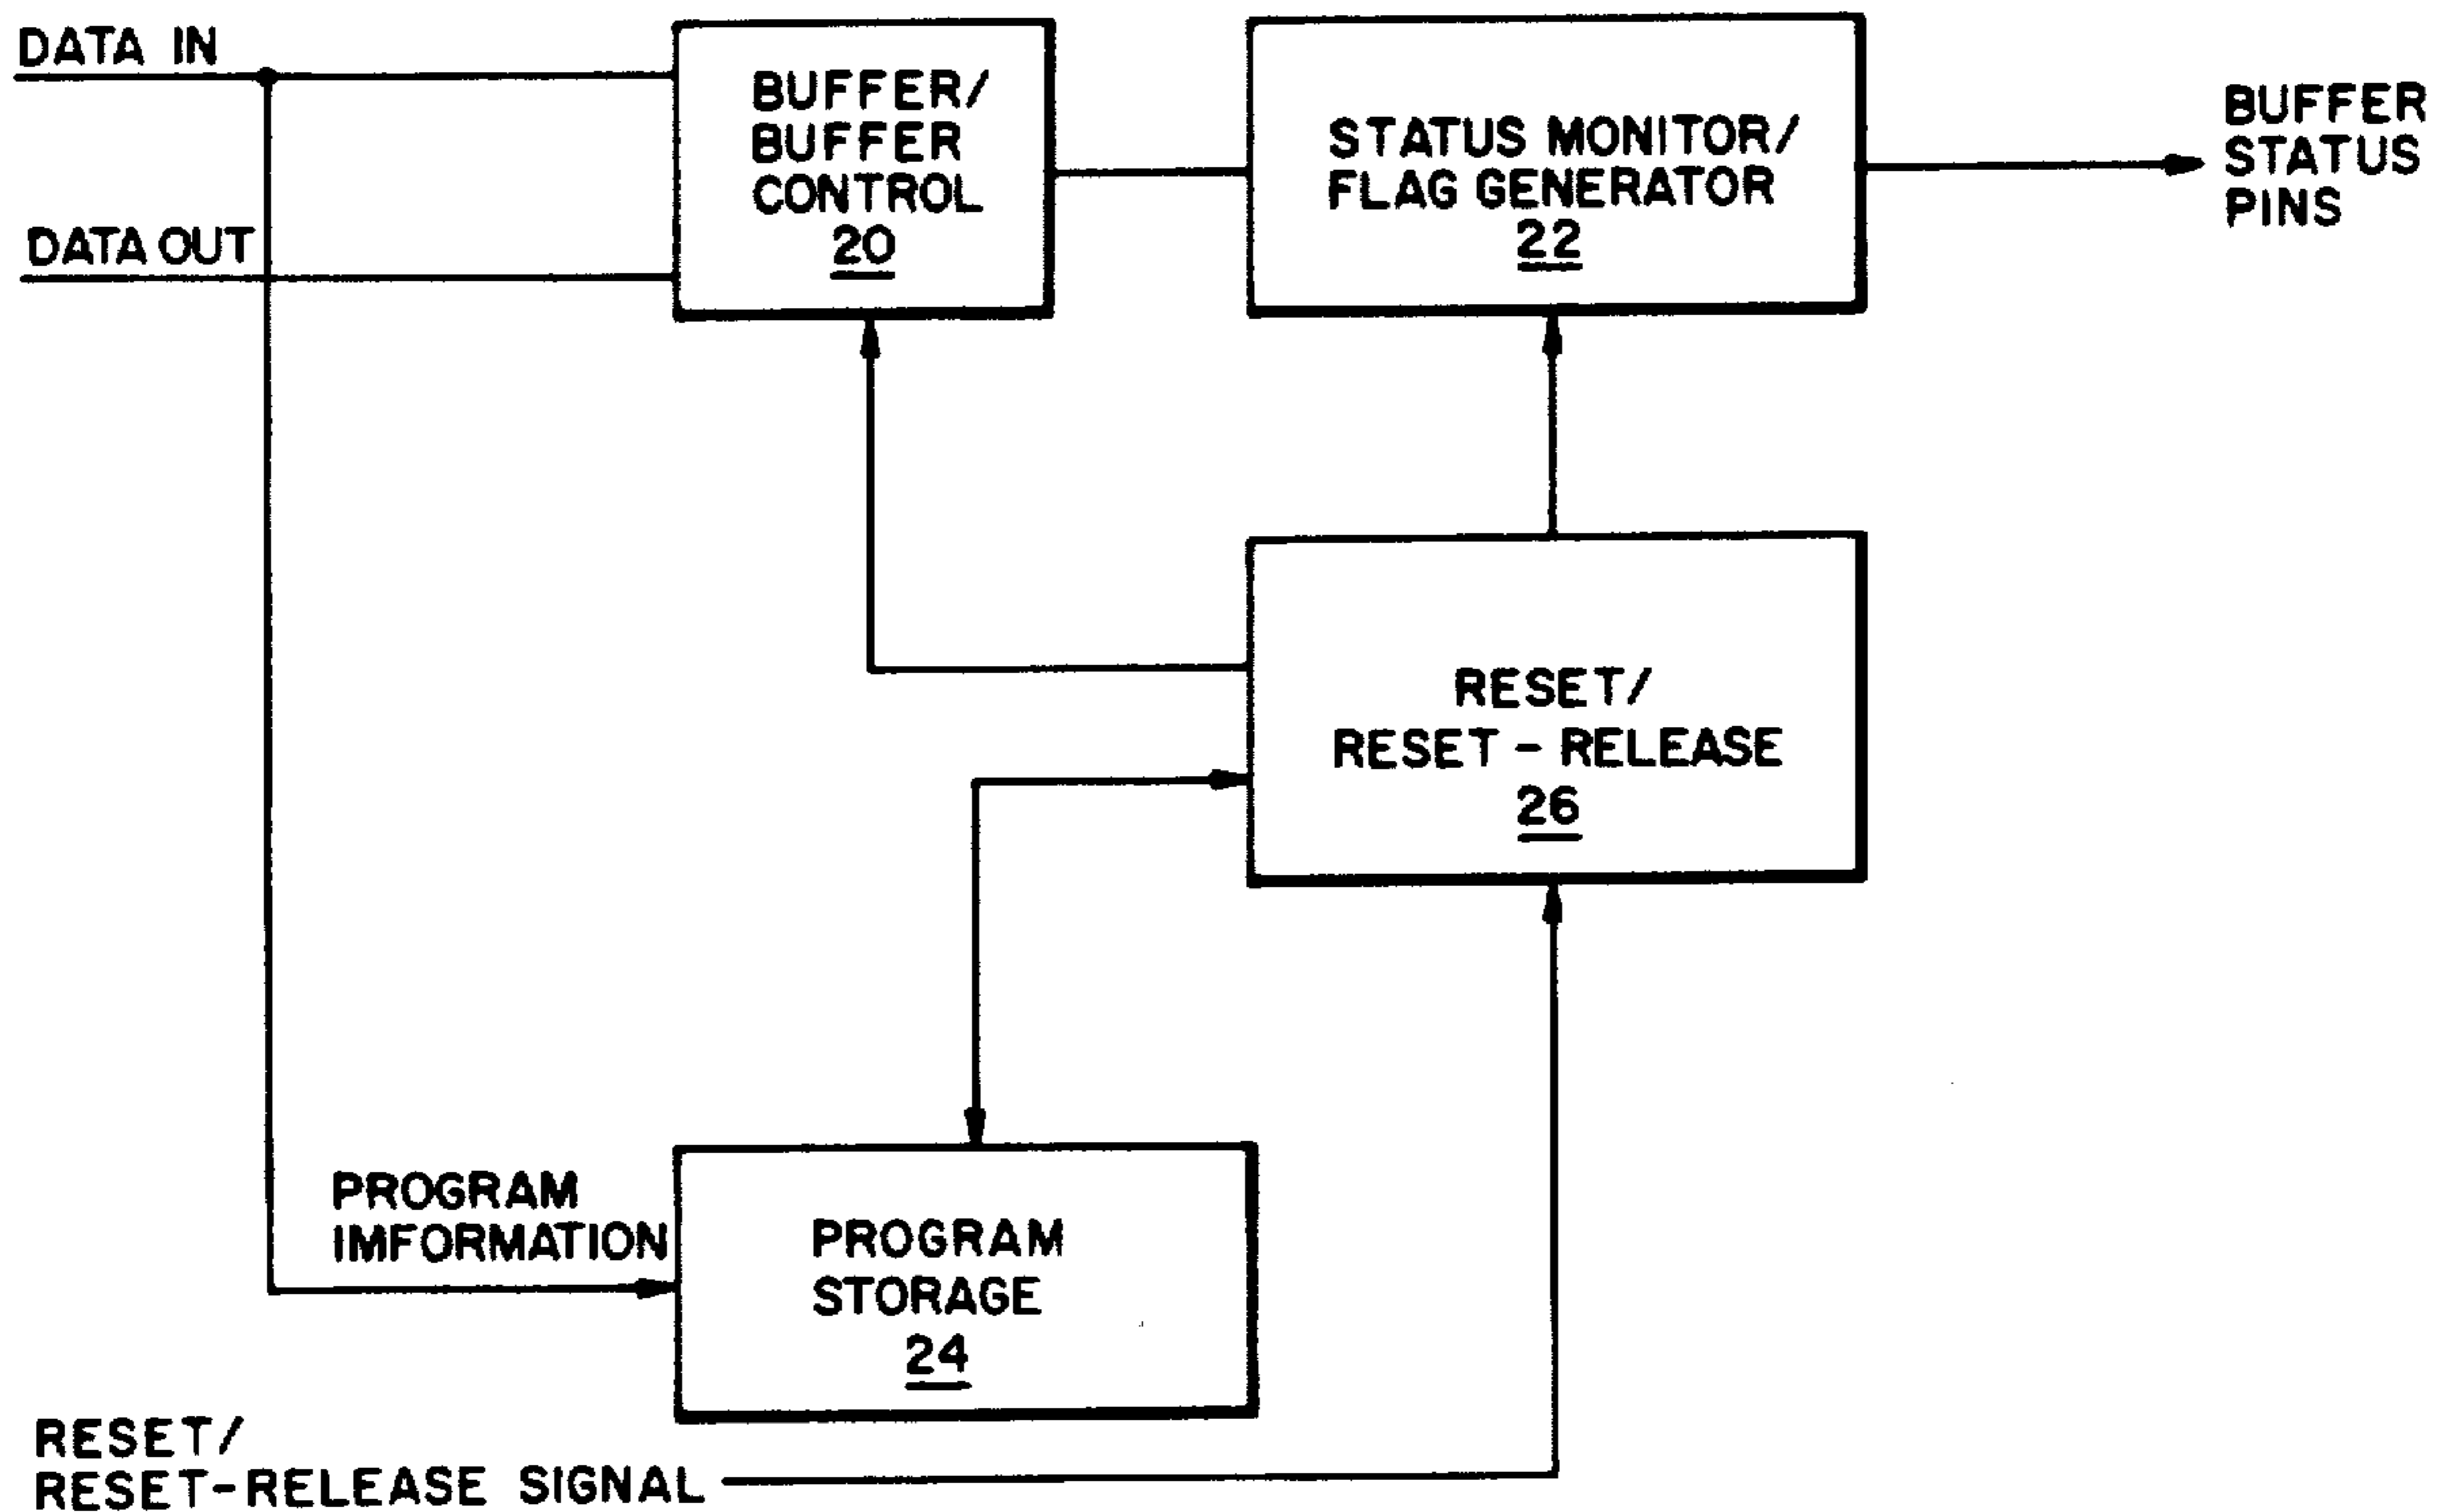 DATA IN
DATA OUT
BUFFER/
BUFFER
CONTROL
20
STATUS MONITOR/
FLAG GENERATOR
22
BUFFER
STATUS
PINS
RESET/
RESET-RELEASE
26
PROGRAM
IMFORMATION
PROGRAM
STORAGE
24
RESET/
RESET-RELEASE SIGNAL